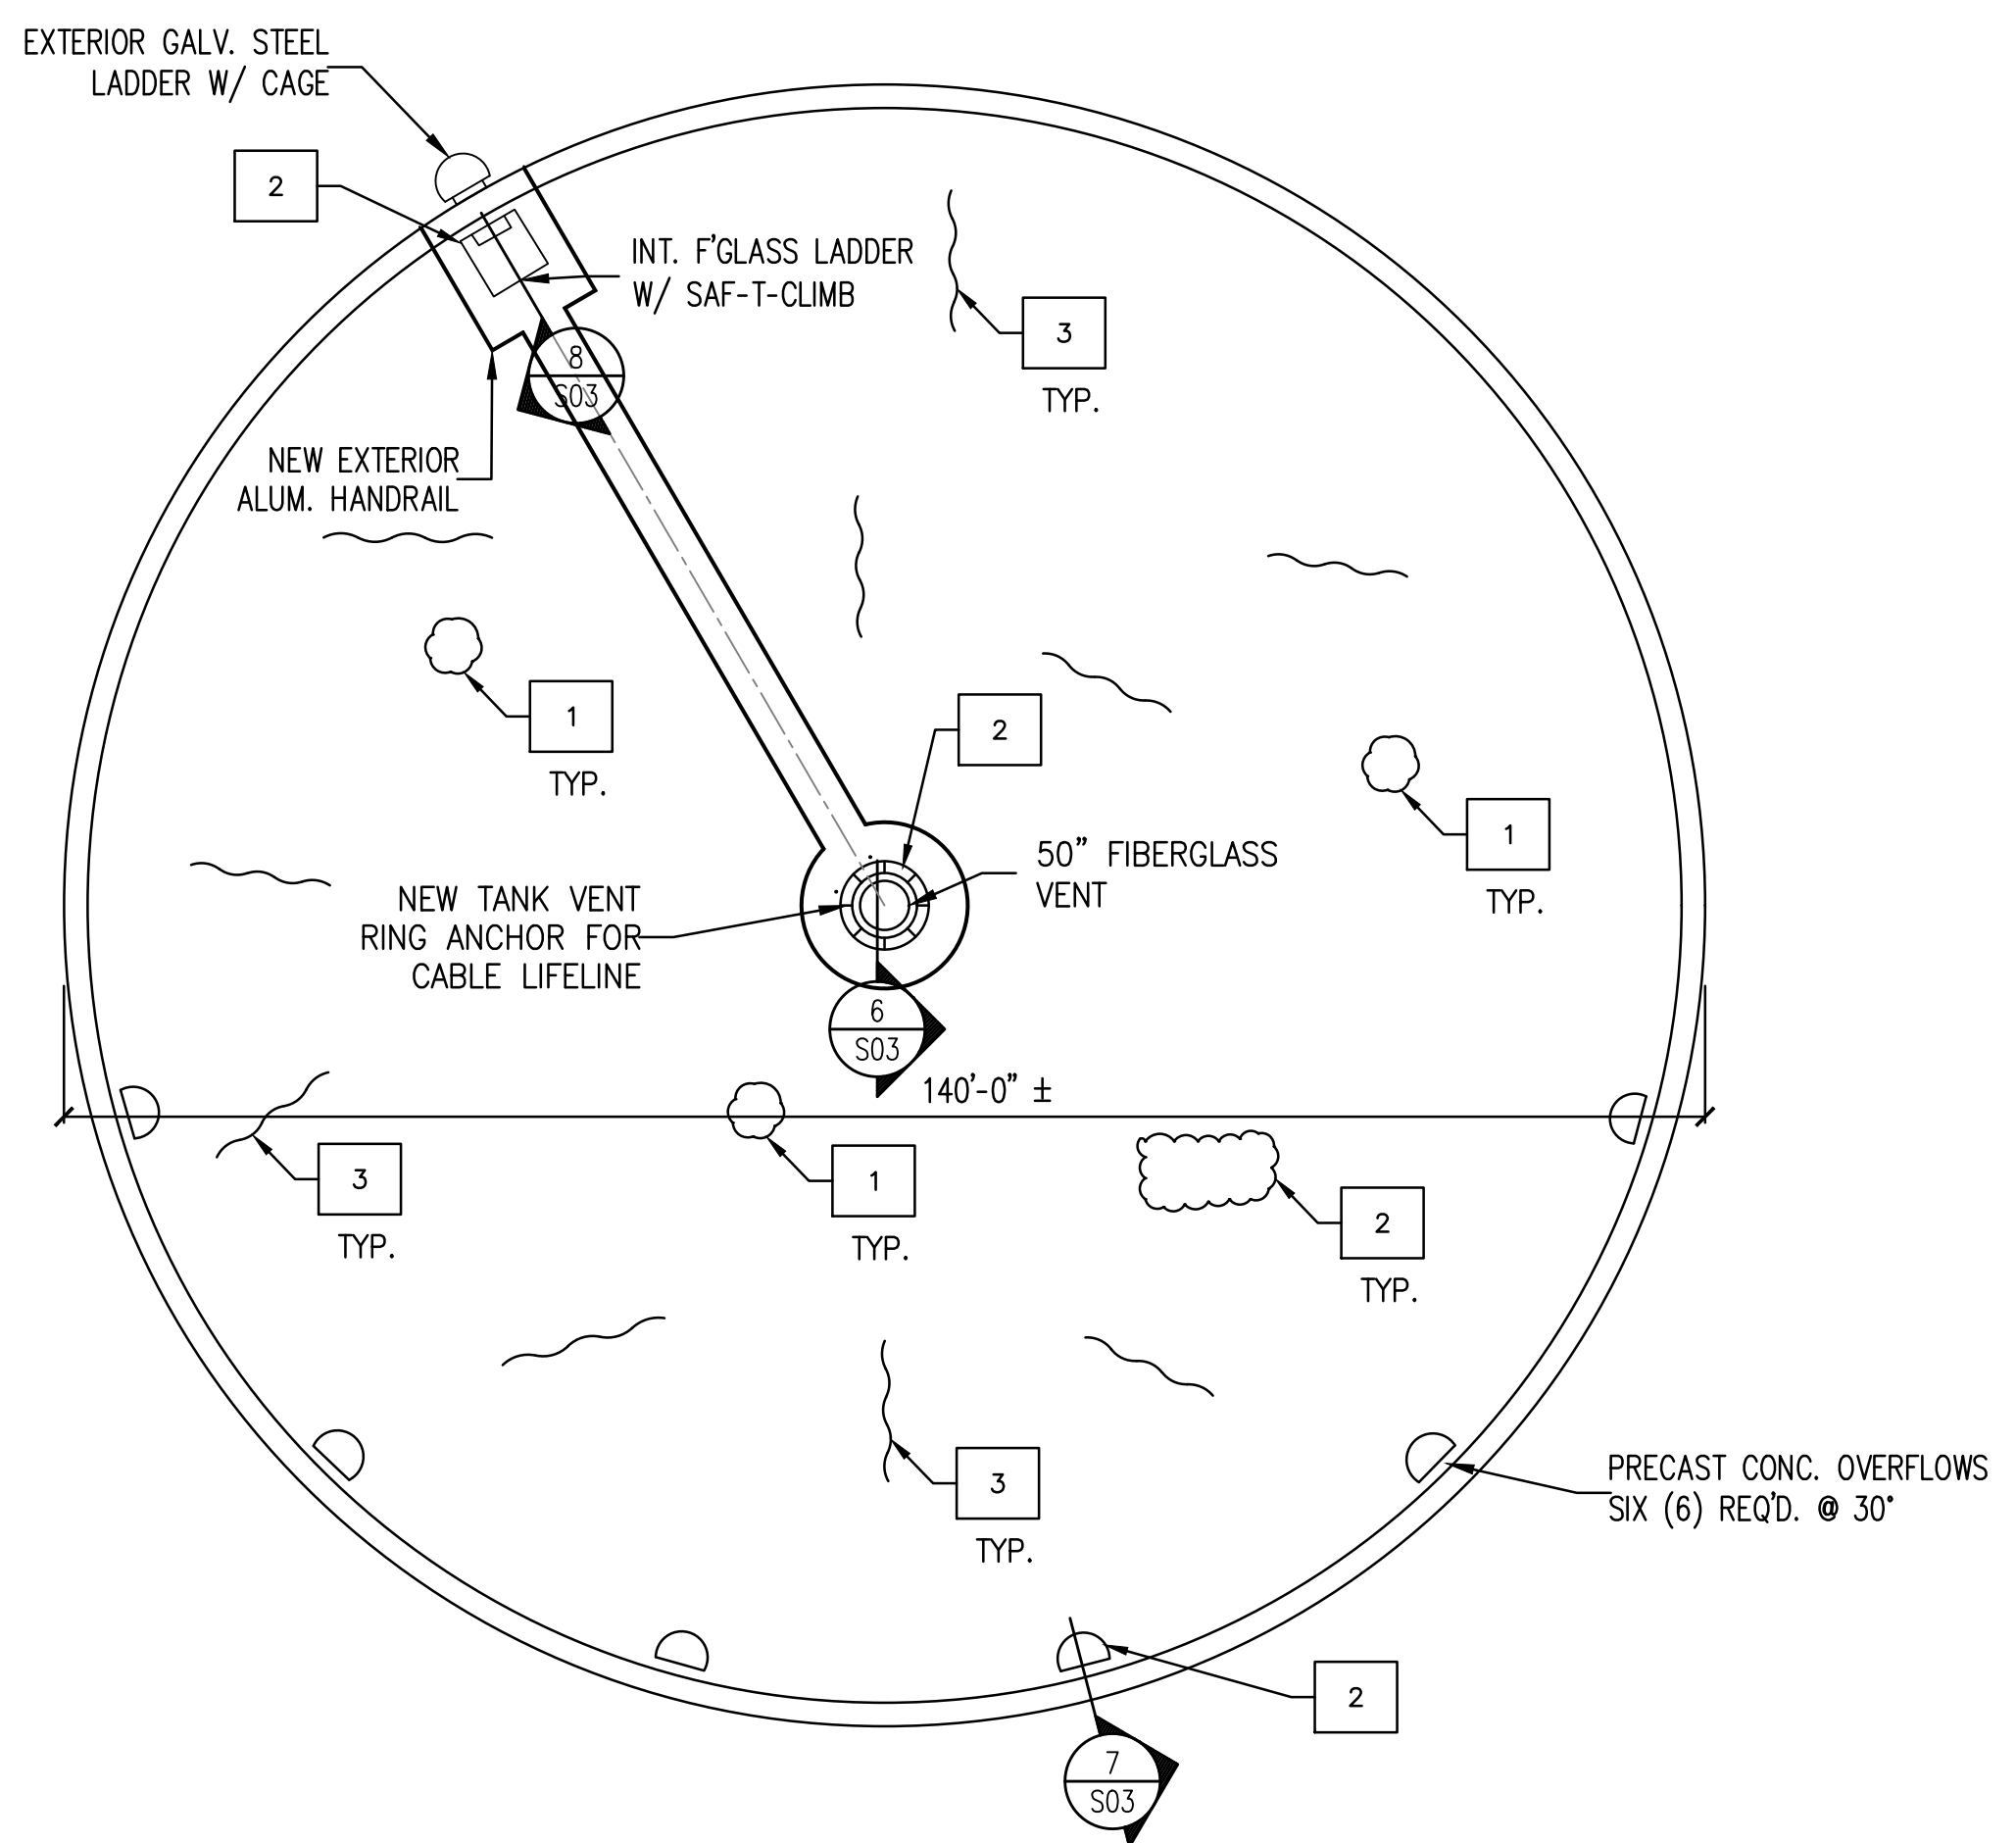 EXTERIOR GALV. STEEL
LADDER W/ CAGE
2
INT. F'GLASS LADDER
W/ SAF-T-CLIMB
3
TYP.
8
S03
NEW EXTERIOR
ALUM. HANDRAIL
1
TYP.
2
1
TYP.
50" FIBERGLASS
VENT
NEW TANK VENT
RING ANCHOR FOR
CABLE LIFELINE
6
S03
140'-0" ±
3
TYP.
1
TYP.
2
TYP.
3
TYP.
PRECAST CONC. OVERFLOWS
SIX (6) REQ'D. @ 30°
2
7
S03